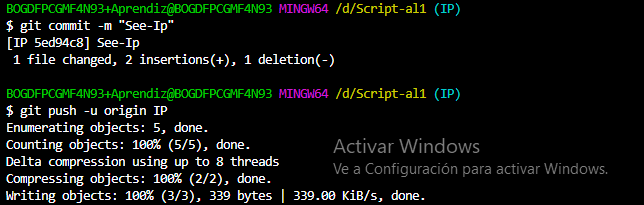 BOGDFPCGMF4N93+Aprendiz@BOGDFPCGMF4N93 MINGW64 /d/Script-al1 (IP)
$ git commit -m "See-Ip"
[IP 5ed94c8] See-Ip
 1 file changed, 2 insertions(+), 1 deletion(-)

BOGDFPCGMF4N93+Aprendiz@BOGDFPCGMF4N93 MINGW64 /d/Script-al1 (IP)
$ git push -u origin IP
Enumerating objects: 5, done.
Counting objects: 100% (5/5), done.
Delta compression using up to 8 threads
Compressing objects: 100% (2/2), done.
Writing objects: 100% (3/3), 339 bytes | 339.00 KiB/s, done.
Activar Windows
Ve a Configuración para activar Windows.